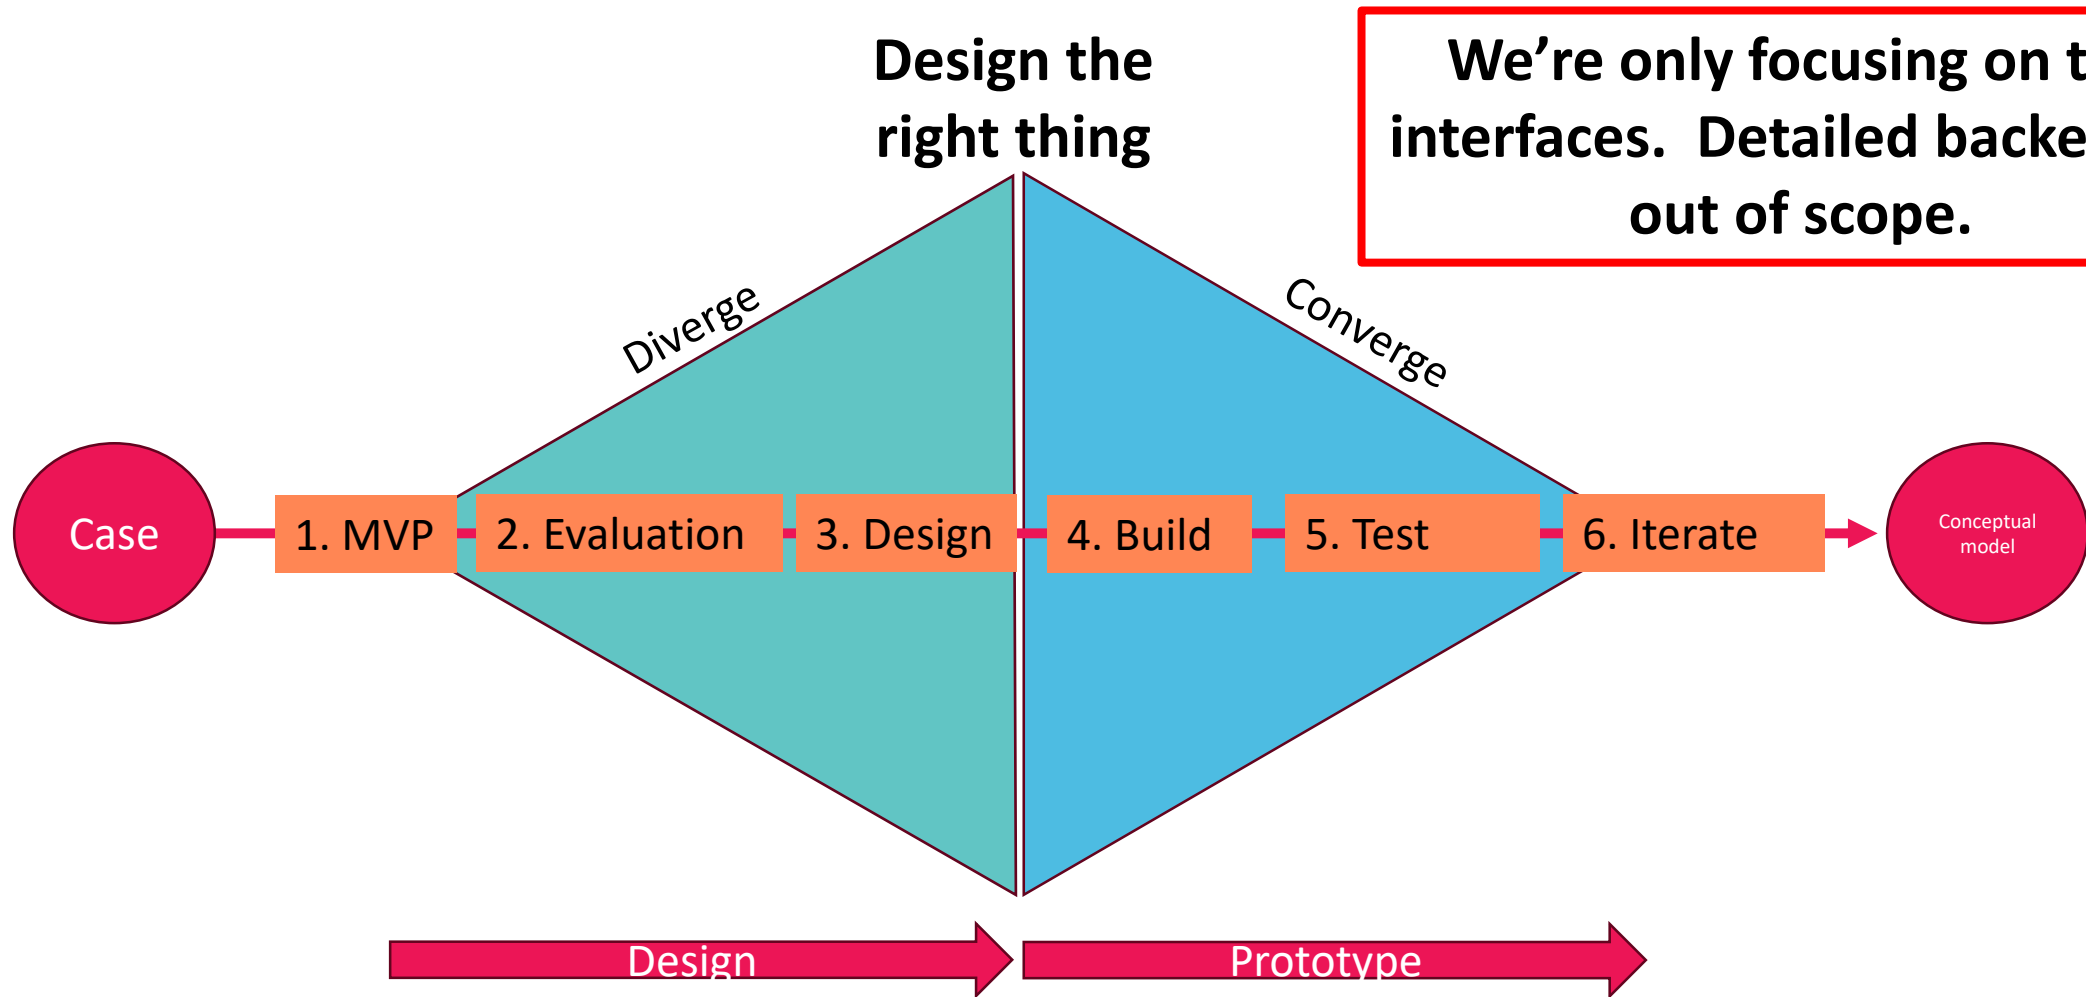 Design the
right thing
We're only focusing on t
interfaces.  Detailed backe
out of scope.
Diverge
Converge
Case
1. MVP
2. Evaluation
3. Design
4. Build
5. Test
6. Iterate
Conceptual
model
Design
Prototype